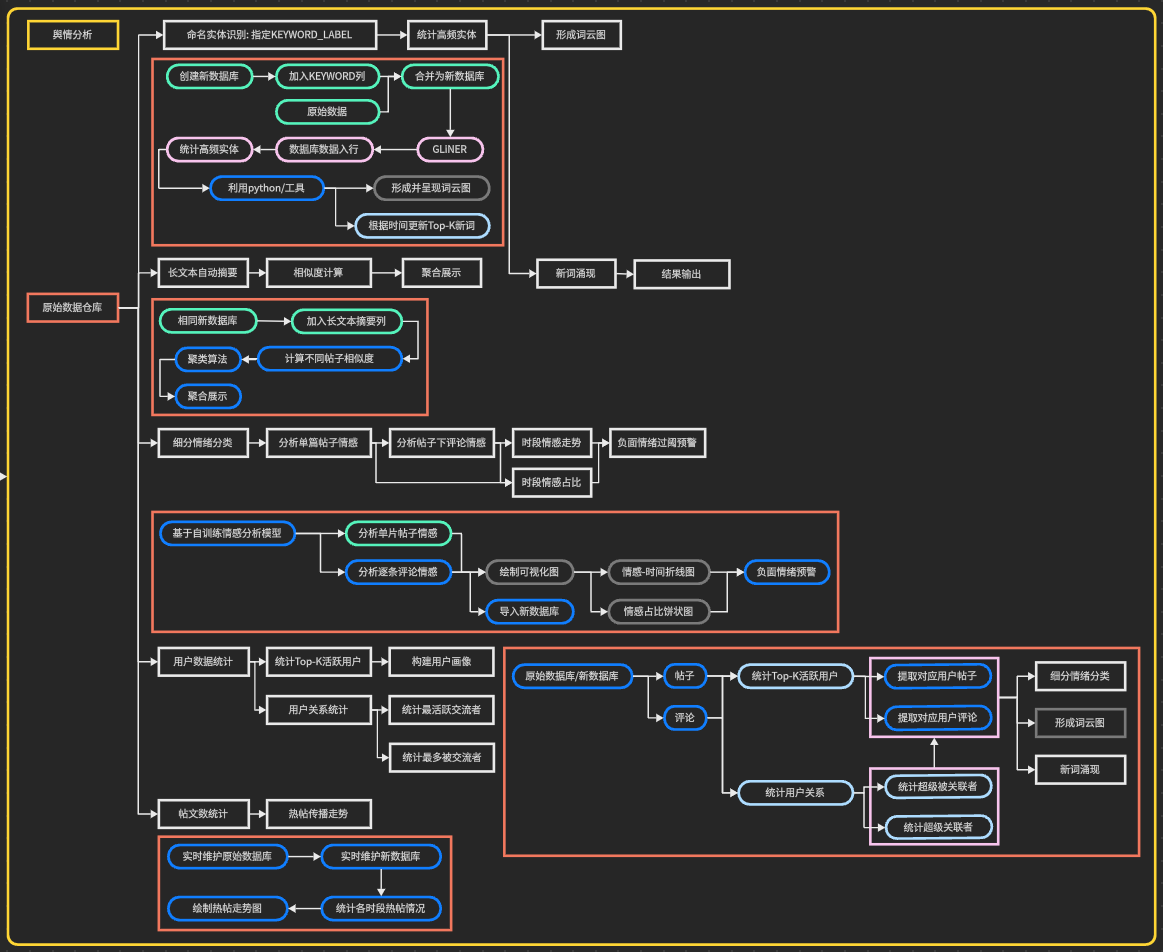 舆情分析
命名实体识别: 指定KEYWORD_LABEL
统计高频实体
形成词云图
创建新数据库
加入KEYWORD列
合并为新数据库
原始数据
统计高频实体
数据库数据入行
GLINER
利用python/工具
形成并呈现词云图
根据时间更新Top-K新词
长文本自动摘要
相似度计算
聚合展示
新词涌现
结果输出
原始数据仓库
相同新数据库
加入长文本摘要列
聚类算法
计算不同帖子相似度
聚合展示
细分情绪分类
分析单篇帖子情感
分析帖子下评论情感
时段情感走势
负面情绪过阈预警
时段情感占比
基于自训练情感分析模型
分析单片帖子情感
分析逐条评论情感
绘制可视化图
情感-时间折线图
负面情绪预警
导入新数据库
情感占比饼状图
用户数据统计
统计Top-K活跃用户
构建用户画像
用户关系统计
统计最活跃交流者
统计最多被交流者
原始数据库/新数据库
帖子
统计Top-K活跃用户
提取对应用户帖子
细分情绪分类
评论
提取对应用户评论
形成词云图
新词涌现
统计用户关系
统计超级被关联者
统计超级关联者
帖文数统计
热帖传播走势
实时维护原始数据库
实时维护新数据库
绘制热帖走势图
统计各时段热帖情况